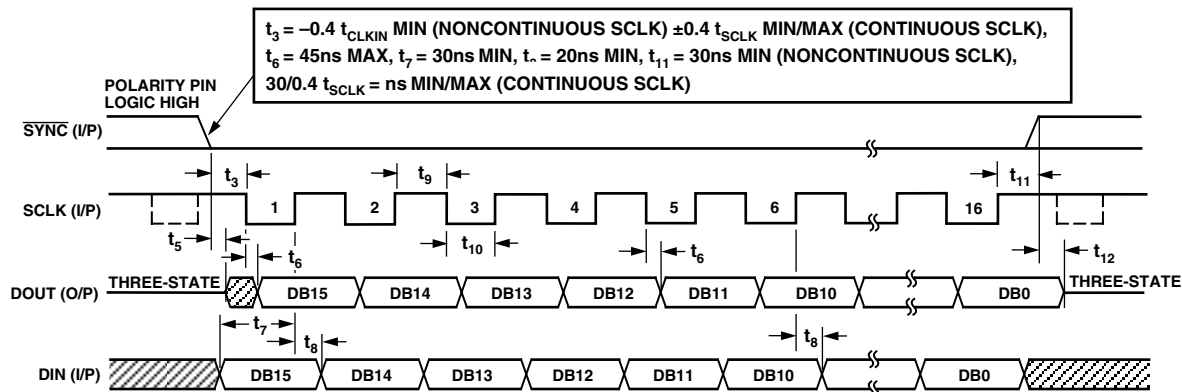 t3 = –0.4 tCLKIN MIN (NONCONTINUOUS SCLK) ±0.4 tSCLK MIN/MAX (CONTINUOUS SCLK),
t6 = 45ns MAX, t7 = 30ns MIN, = 20ns MIN, t11 = 30ns MIN (NONCONTINUOUS SCLK),
30/0.4 tSCLK = ns MIN/MAX (CONTINUOUS SCLK)
POLARITY PIN
LOGIC HIGH
SYNC (I/P)
t3 t9 t11
SCLK (I/P) 1 2 3 4 5 6 16
t5 t6 t10 t6 t12
DOUT (O/P) THREE-STATE DB15 DB14 DB13 DB12 DB11 DB10 DB0 THREE-STATE
t7 t8 t8
DIN (I/P) DB15 DB14 DB13 DB12 DB11 DB10 DB0